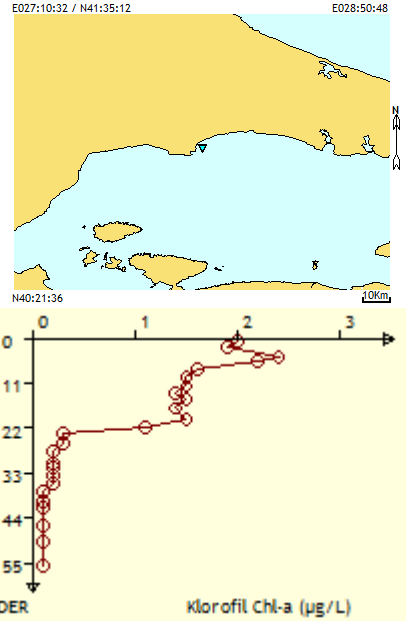 E027:10:32 / N41:35:12 E028:50:48
N
N40:21:36 10Km
0 1 2 3
0
11
22
33
44
55
DER Klorofil Chl-a (µg/L)